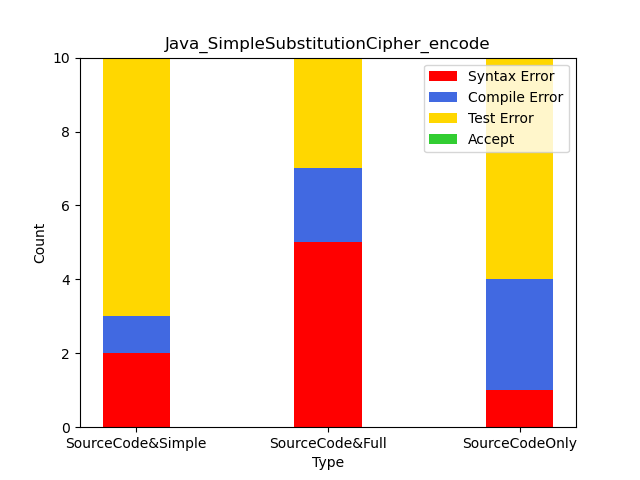 Java_SimpleSubstitutionCipher_encode
10
8
6
4
2
0
Count
Syntax Error
Compile Error
Test Error
Accept
SourceCode&Simple
SourceCode&Full
SourceCodeOnly
Type